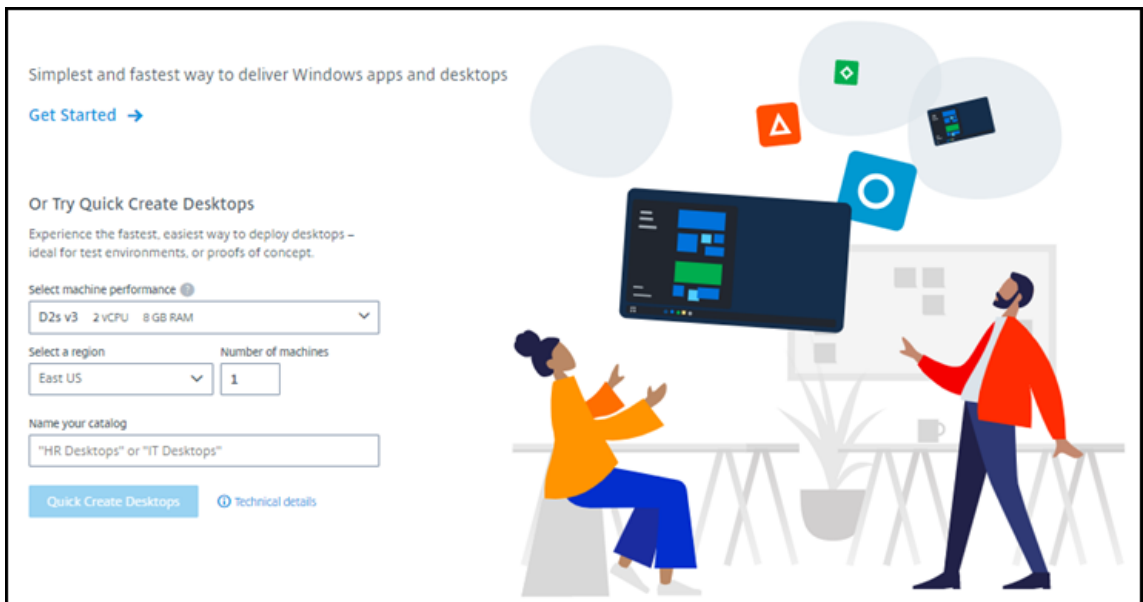 Simplest and fastest way to deliver Windows apps and desktops
Get Started →
Or Try Quick Create Desktops
Experience the fastest, easiest way to deploy desktops –
ideal for test environments, or proofs of concept.
Select machine performance
D2s v3 2 vCPU 8 GB RAM
Select a region Number of machines
East US 1
Name your catalog
"HR Desktops" or "IT Desktops"
Quick Create Desktops Technical details